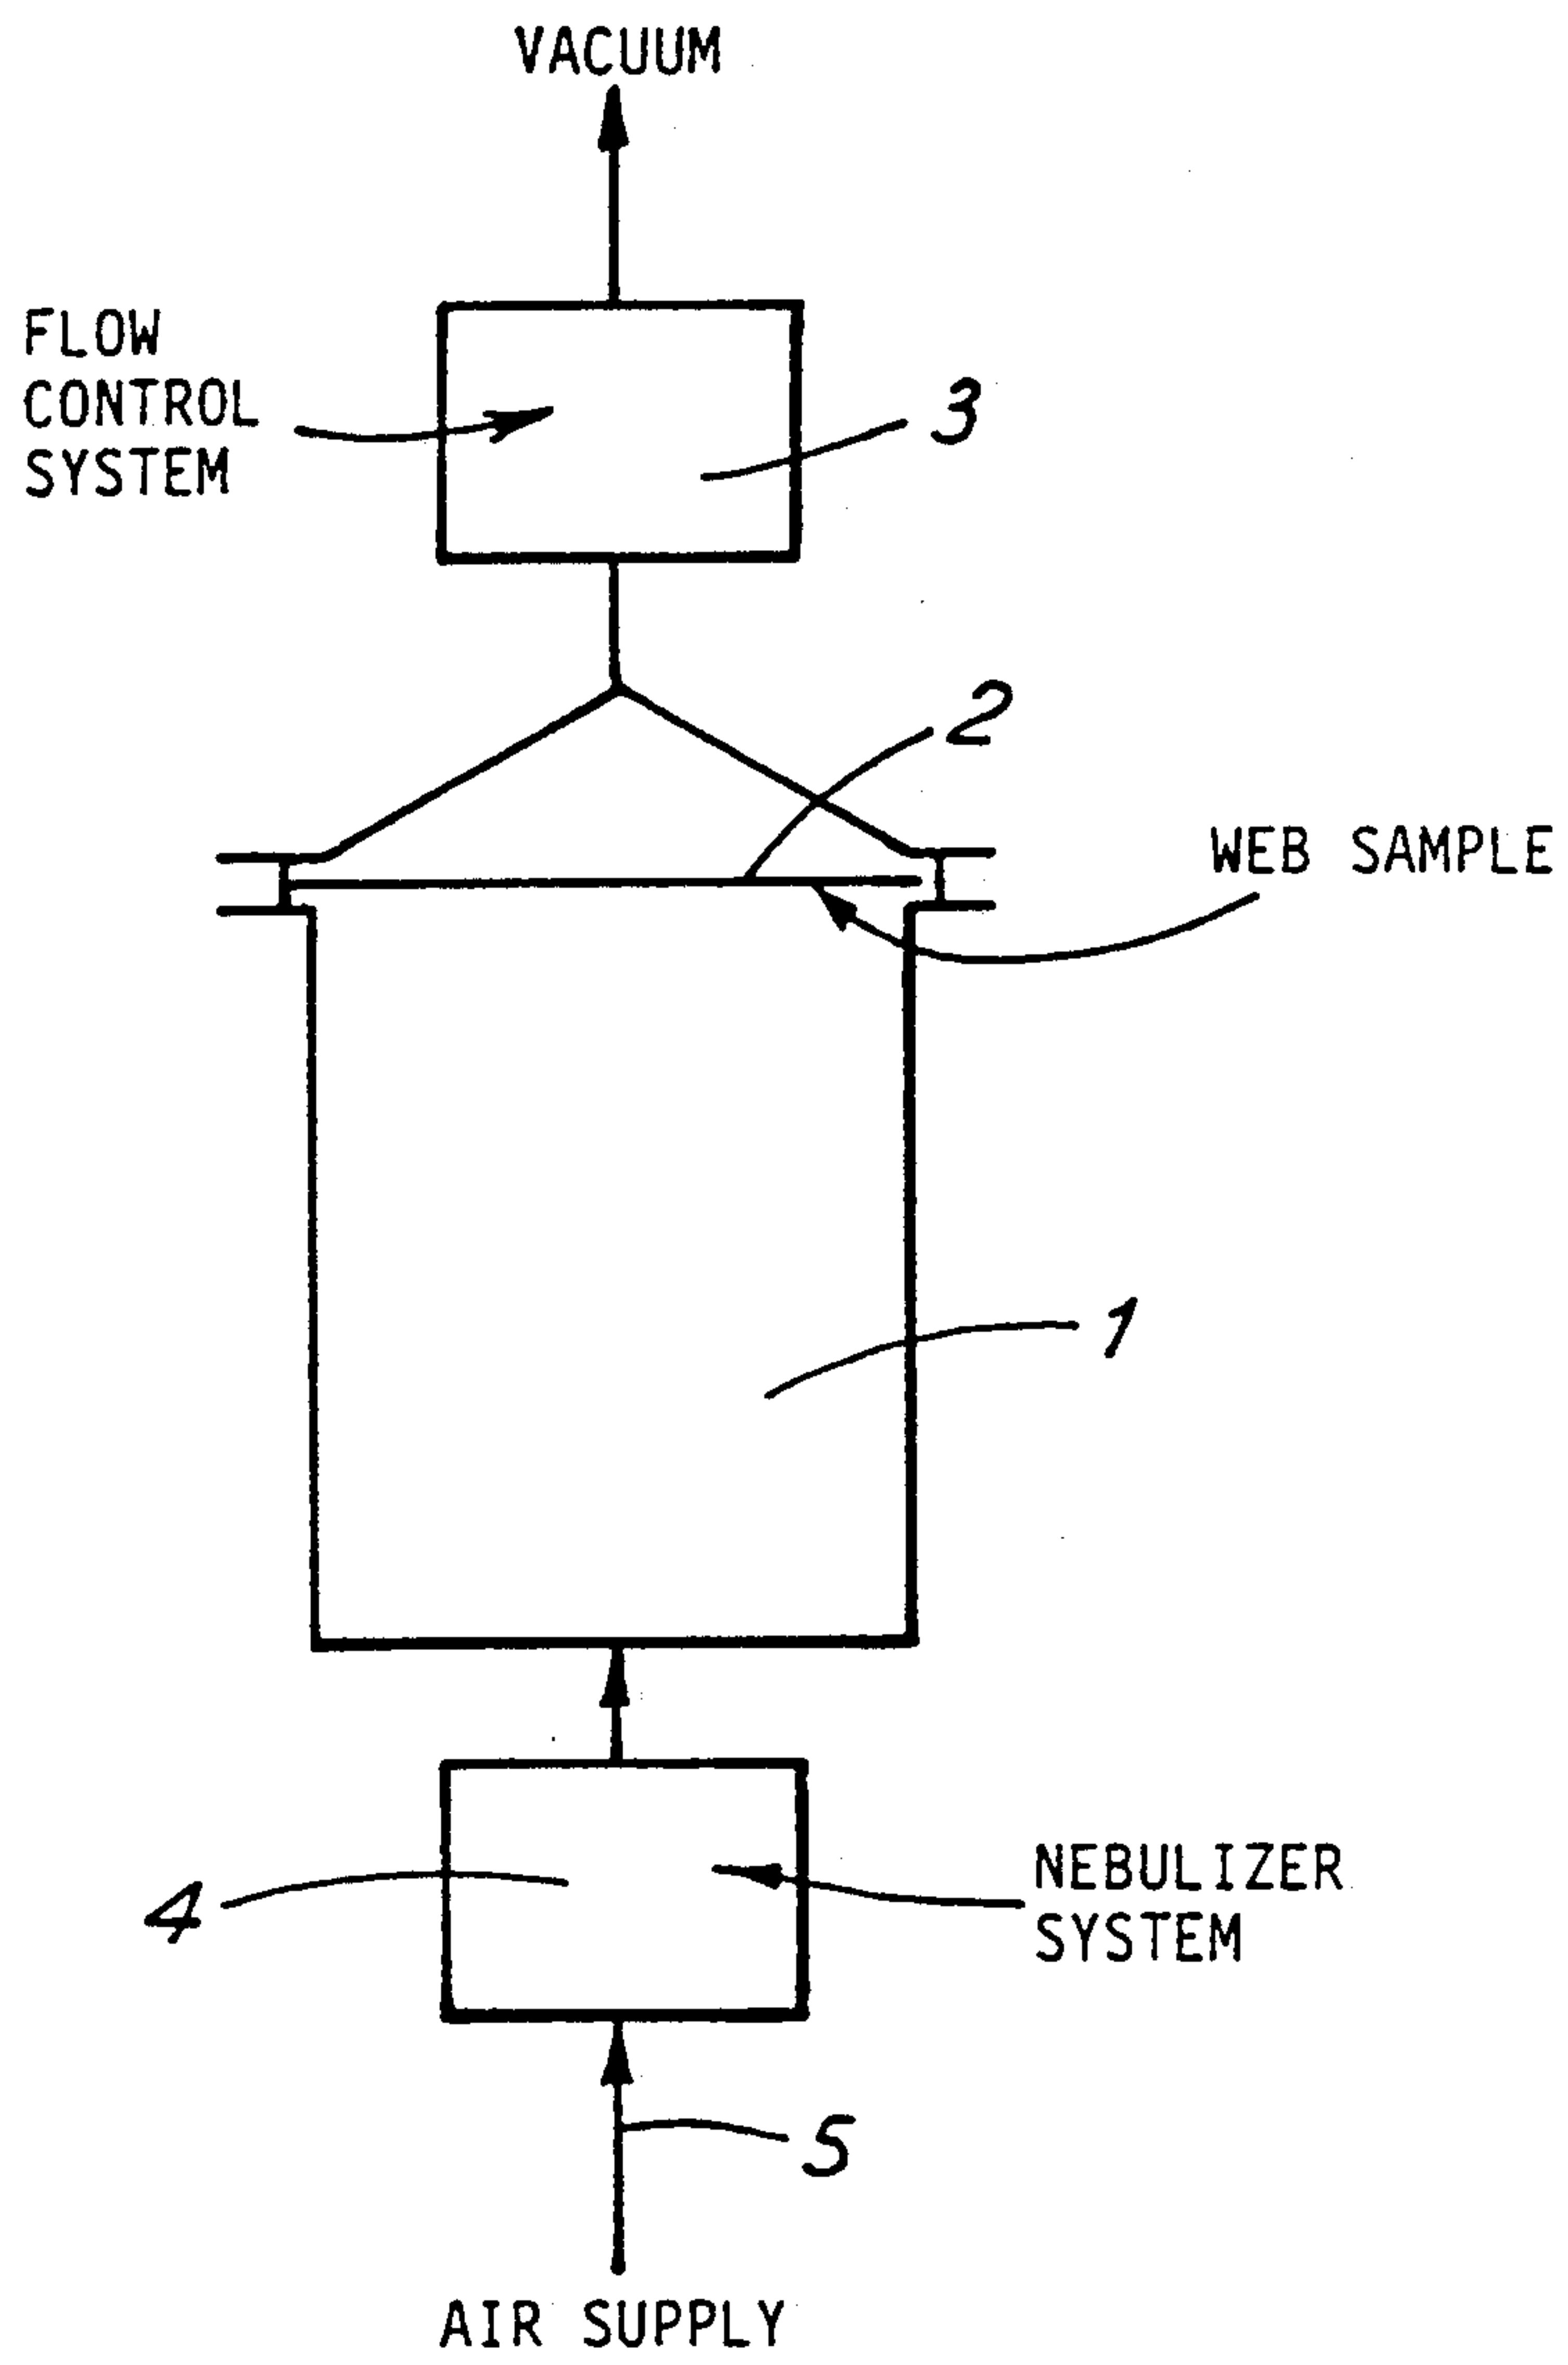 VACUUM
FLOW
CONTROL
SYSTEM
3
2
WEB SAMPLE
1
NEBULIZER
SYSTEM
4
5
AIR SUPPLY